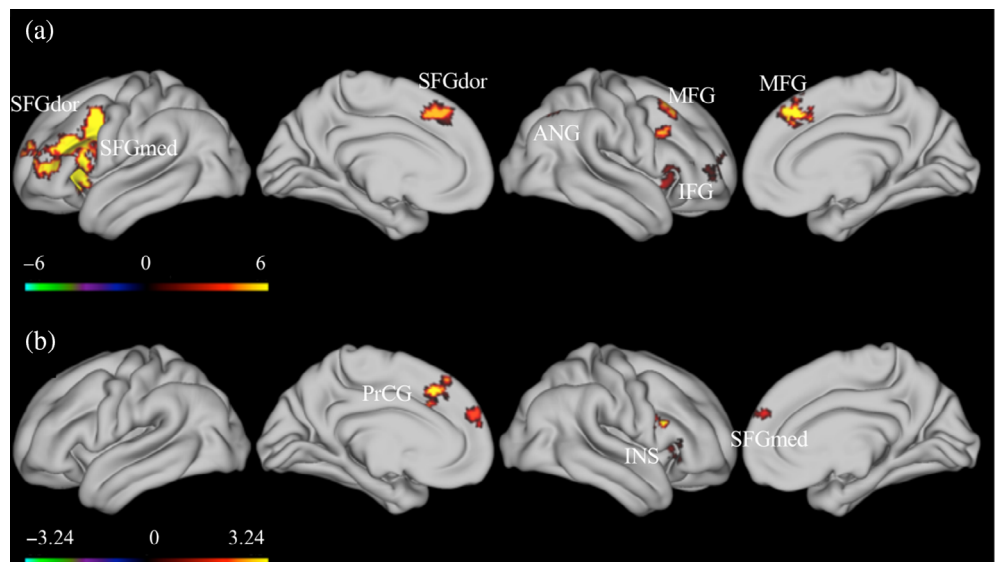 (a)
SFGdor
SFGmed
SFGdor
ANG
MFG
IFG
MFG
−6 0 6
(b)
PrCG
INS
SFGmed
−3.24 0 3.24